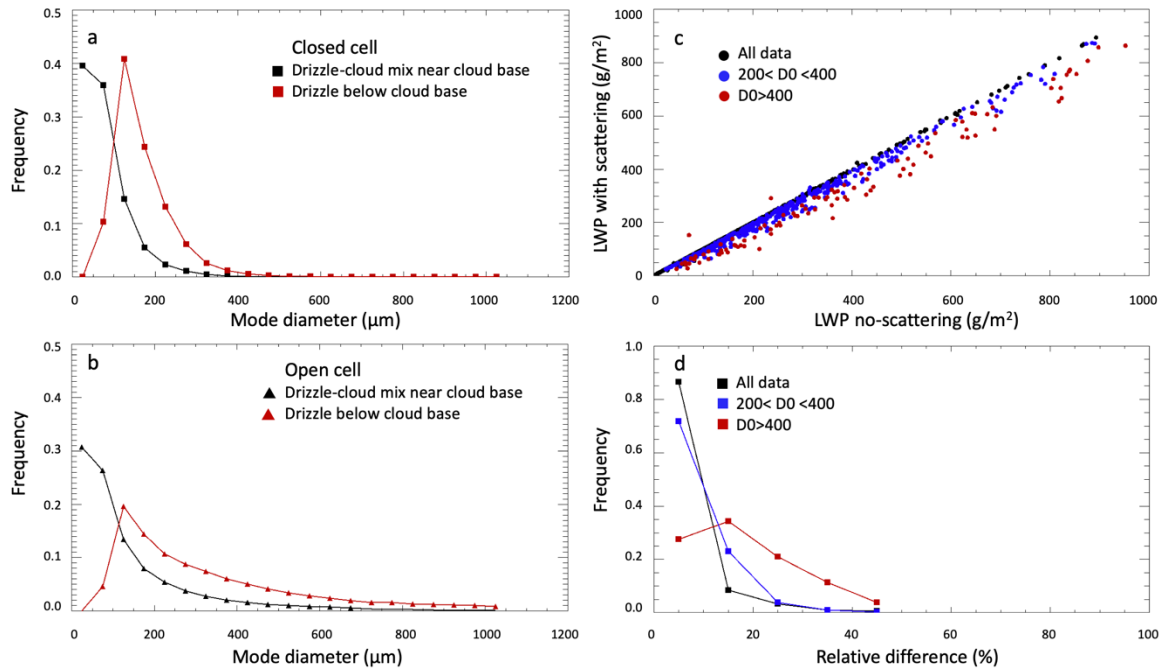 a
Closed cell
Drizzle-cloud mix near cloud base
Drizzle below cloud base
Frequency
0.5
0.4
0.3
0.2
0.1
0.0
0 200 400 600 800 1000 1200
Mode diameter (μm)
b
Open cell
Drizzle-cloud mix near cloud base
Drizzle below cloud base
Frequency
0.5
0.4
0.3
0.2
0.1
0.0
0 200 400 600 800 1000 1200
Mode diameter (μm)
c
All data
200< D0 <400
D0>400
LWP with scattering (g/m²)
1000
800
600
400
200
0
0 200 400 600 800 1000
LWP no-scattering (g/m²)
d
All data
200< D0 <400
D0>400
Frequency
1.0
0.8
0.6
0.4
0.2
0.0
0 20 40 60 80 100
Relative difference (%)